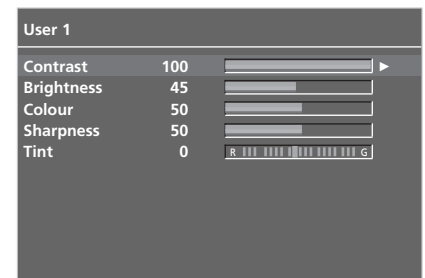 User 1
Contrast 100
Brightness 45
Colour 50
Sharpness 50
Tint 0 R G